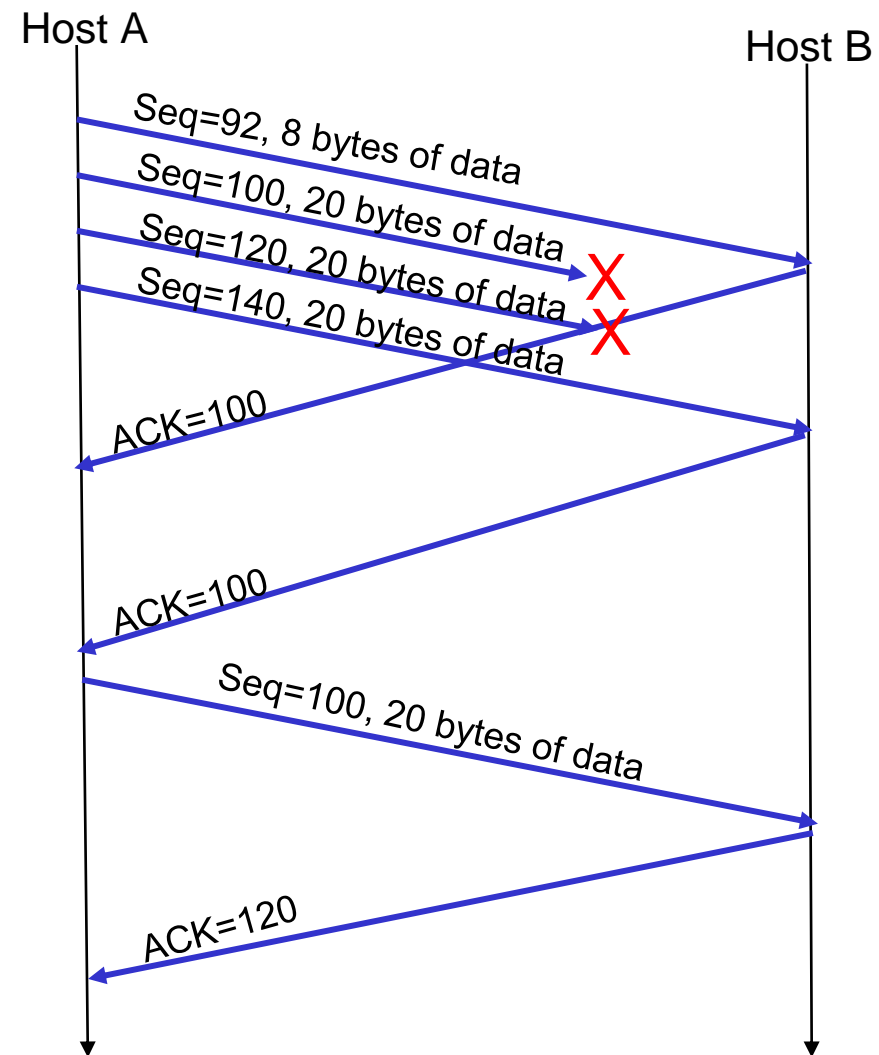 Host A
Host B
Seq=92, 8 bytes of data
Seq=100, 20 bytes of data
X
Seq=120, 20 bytes of data
X
Seq=140, 20 bytes of data
ACK=100
ACK=100
Seq=100, 20 bytes of data
ACK=120